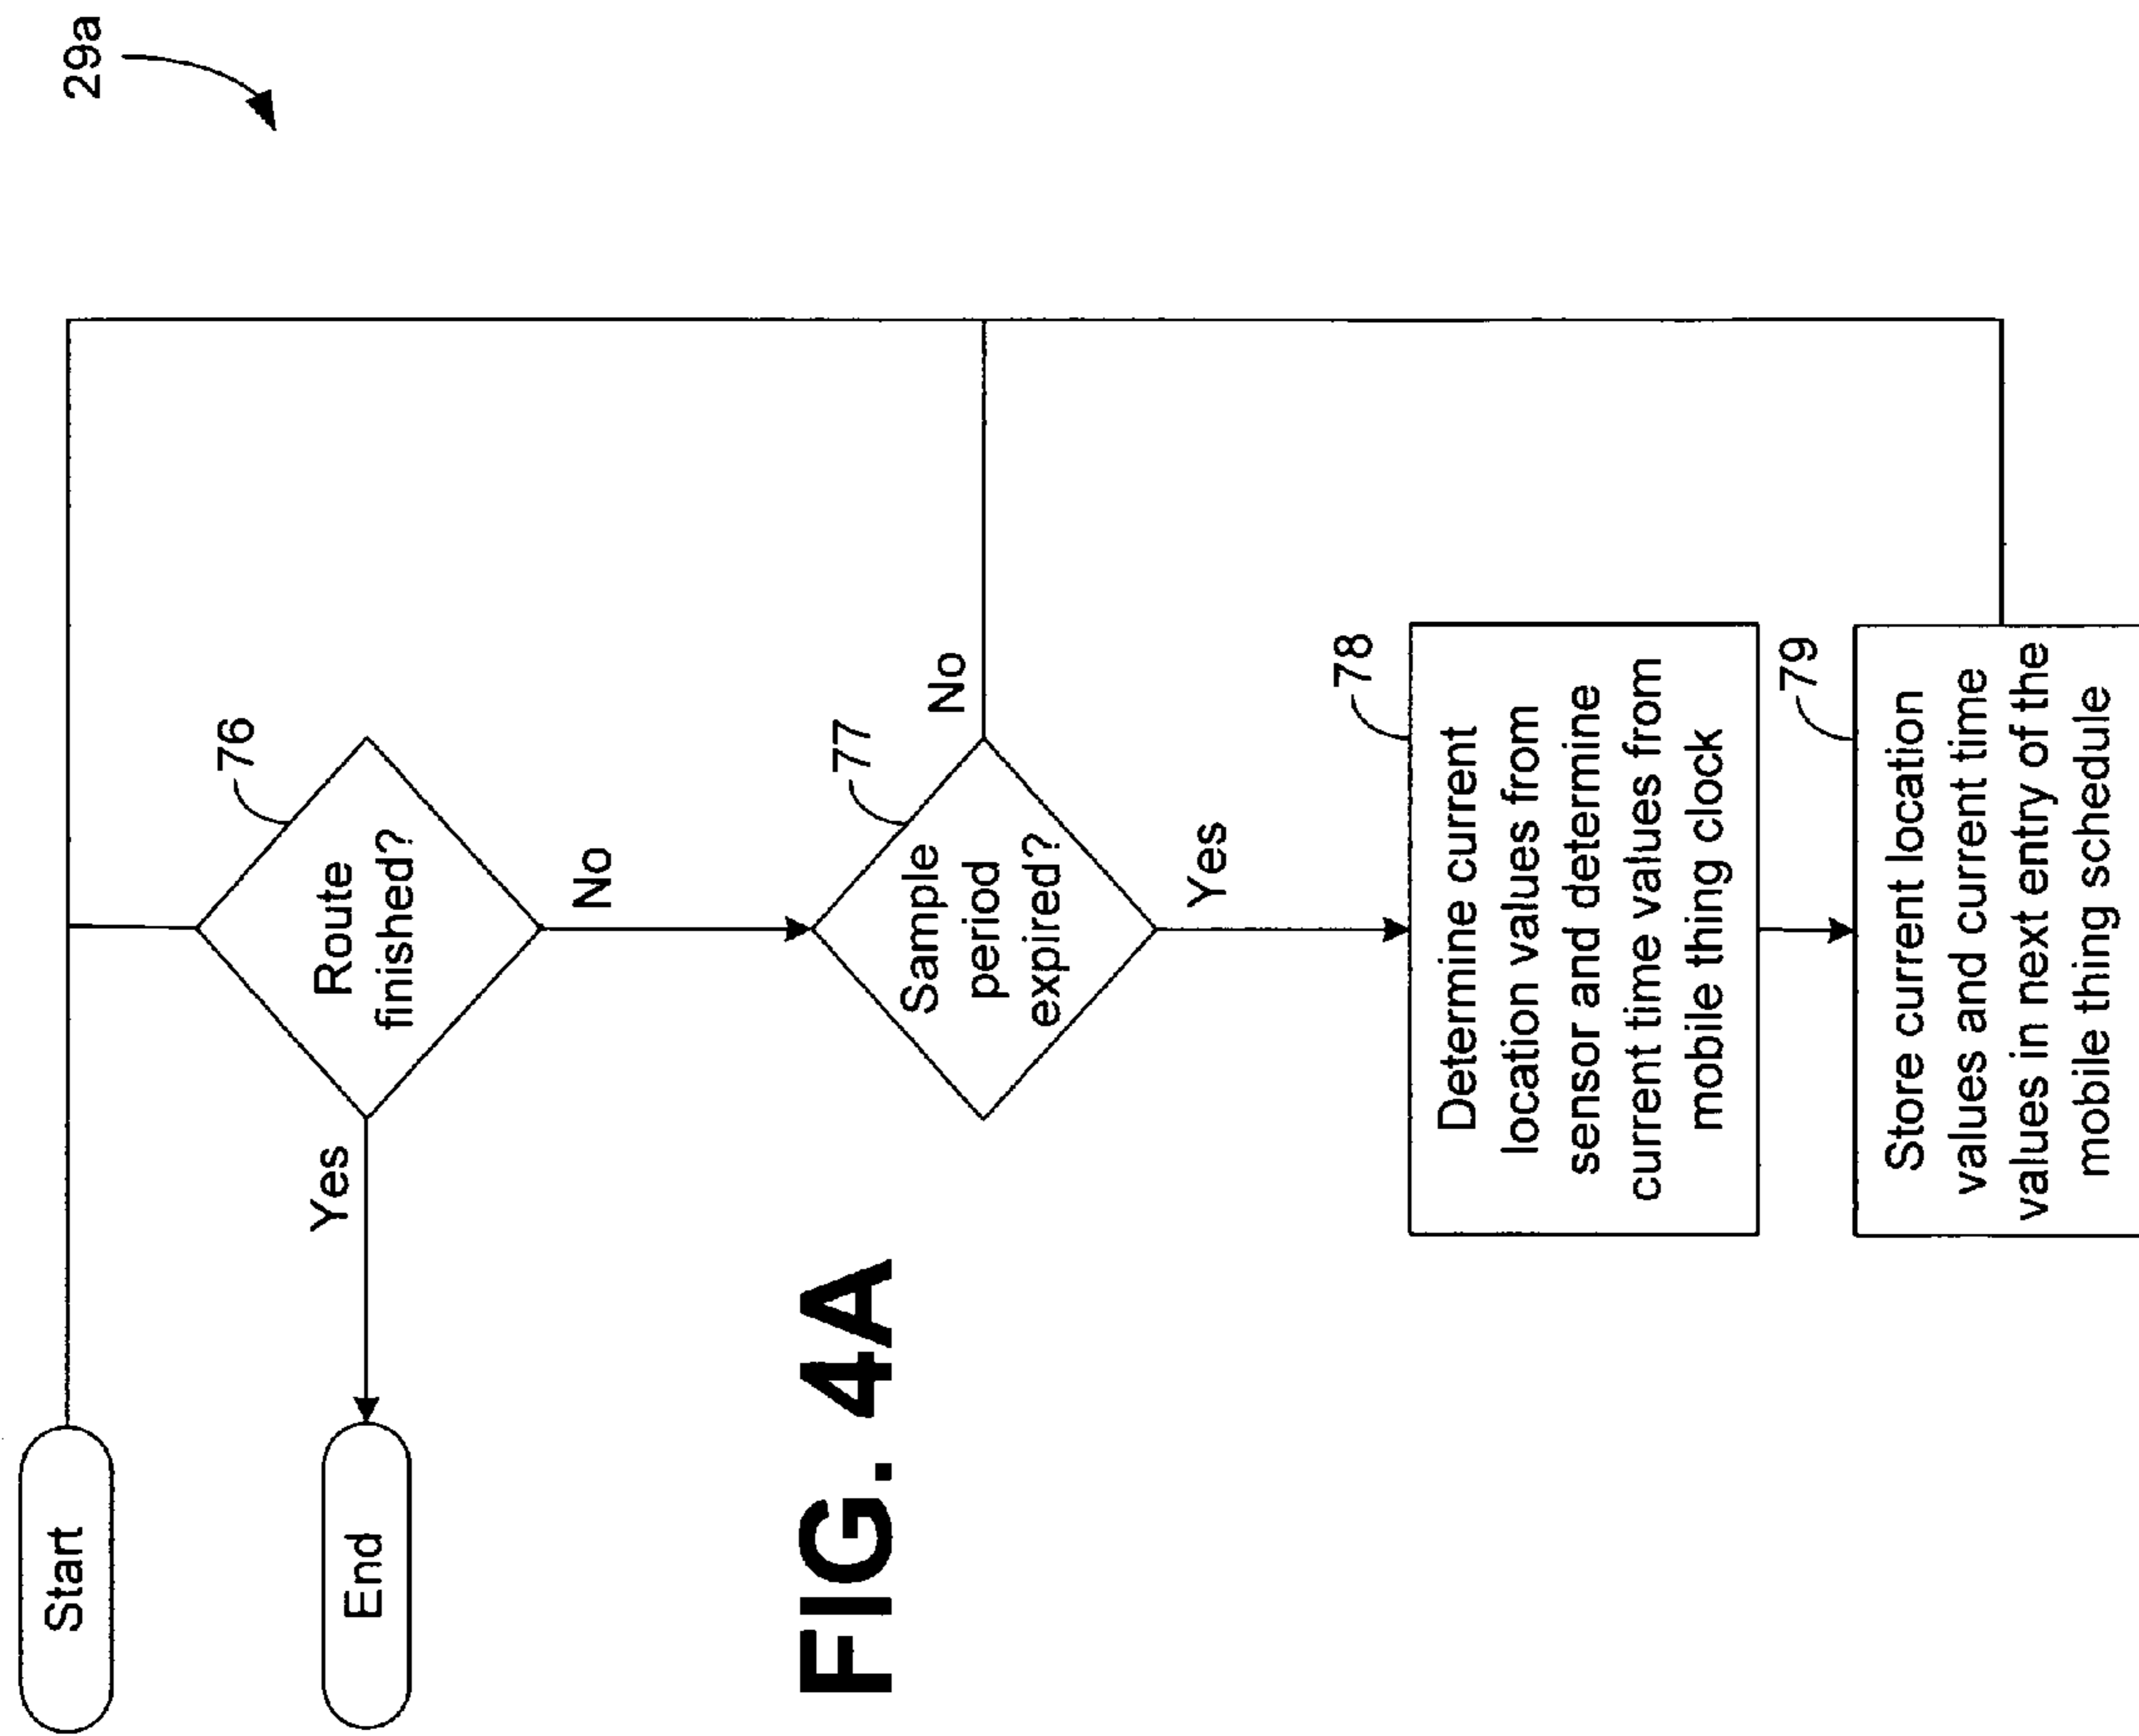 29a
Start
76
Route
finished?
Yes
End
No
77
Sample
period
expired?
No
Yes
78
Determine current
location values from
sensor and determine
current time values from
mobile thing clock
79
Store current location
values and current time
values in next entry of the
mobile thing schedule
FIG. 4A